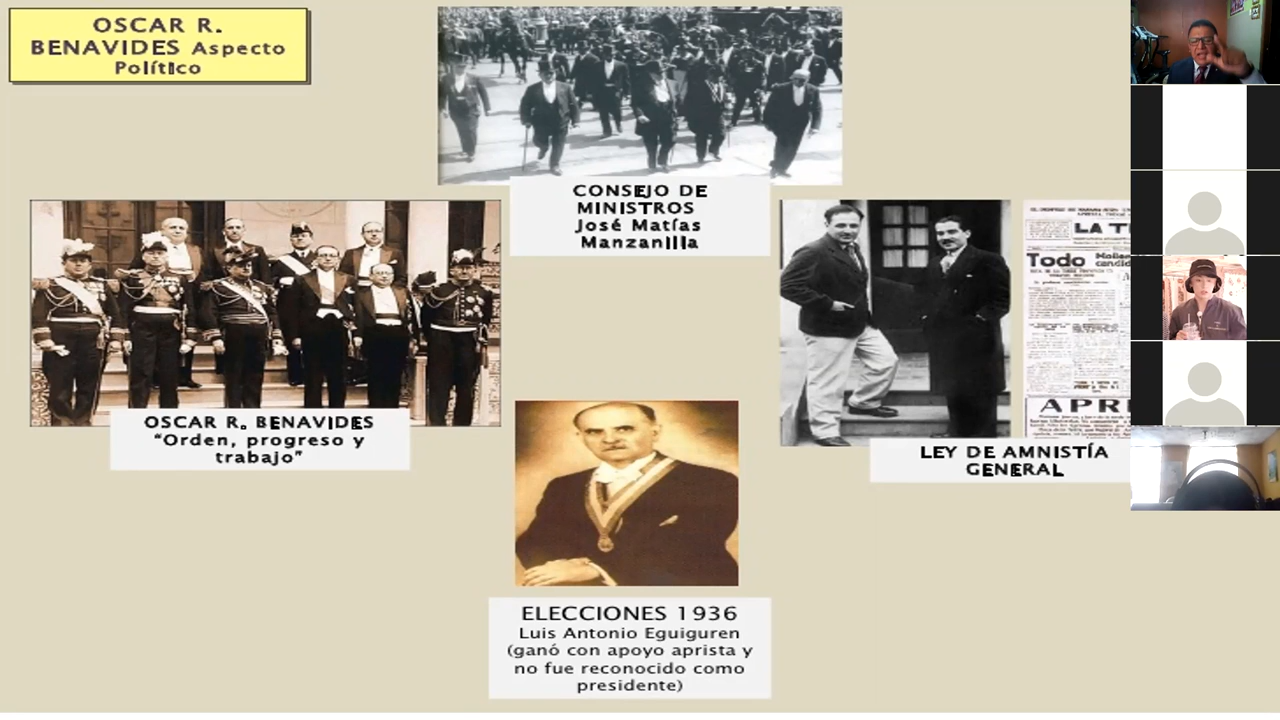 OSCAR R.
BENAVIDES Aspecto
Político
CONSEJO DE
MINISTROS
José Matías
Manzanilla
OSCAR R. BENAVIDES
“Orden, progreso y
trabajo”
LA T
Todo
APR
LEY DE AMNISTÍA
GENERAL
ELECCIONES 1936
Luis Antonio Eguiguren
(ganó con apoyo aprista y
no fue reconocido como
presidente)